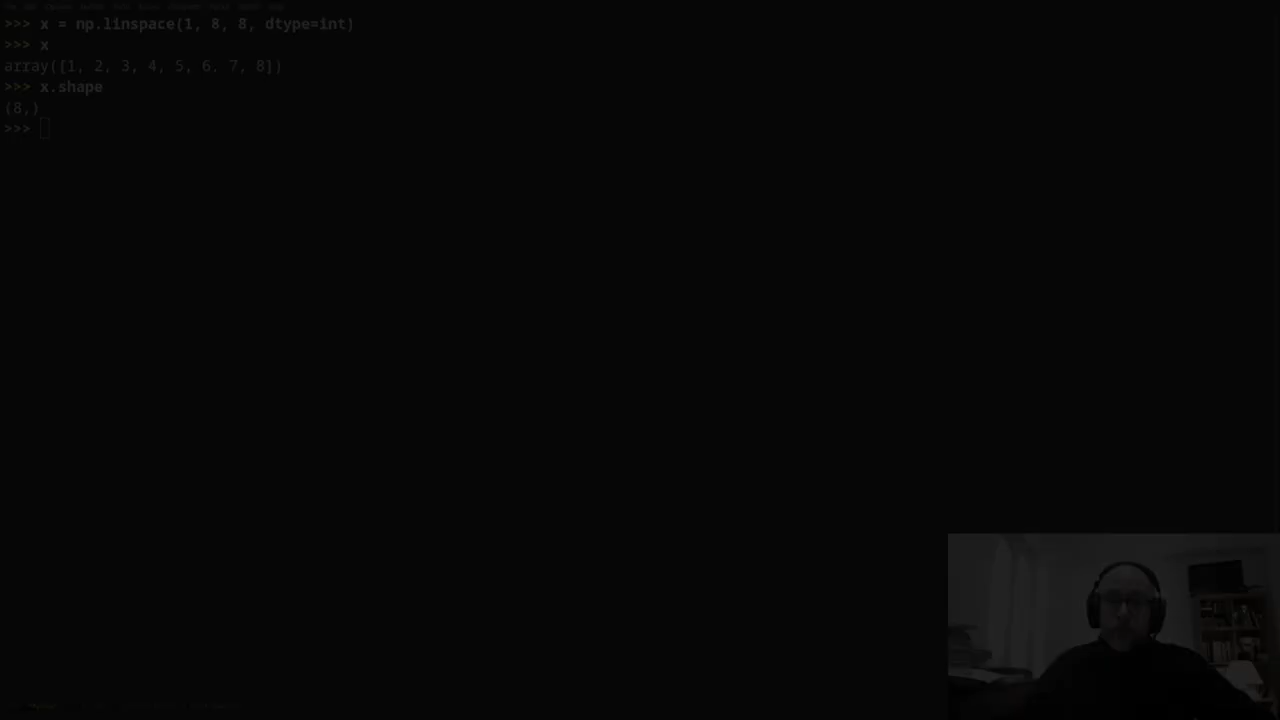 >>> x = np.linspace(1, 8, 8, dtype=int)
>>> x
array([1, 2, 3, 4, 5, 6, 7, 8])
>>> x.shape
(8,)
>>>